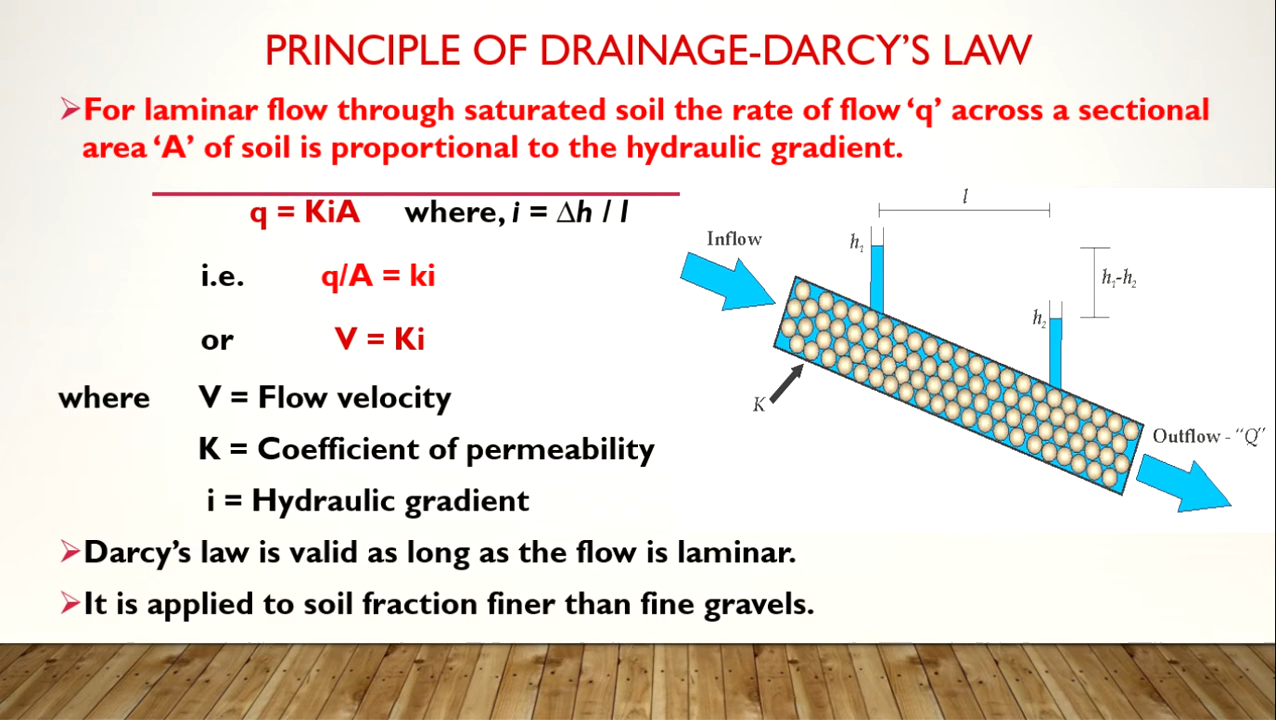 PRINCIPLE OF DRAINAGE-DARCY’S LAW
➢For laminar flow through saturated soil the rate of flow ‘q’ across a sectional
area ‘A’ of soil is proportional to the hydraulic gradient.
q = KiA where, i = ∆h / l
i.e. q/A = ki
or V = Ki
where V = Flow velocity
K = Coefficient of permeability
i = Hydraulic gradient
➢Darcy’s law is valid as long as the flow is laminar.
➢It is applied to soil fraction finer than fine gravels.
l
Inflow
h₁
h₁-h₂
h₂
K
Outflow - “Q”